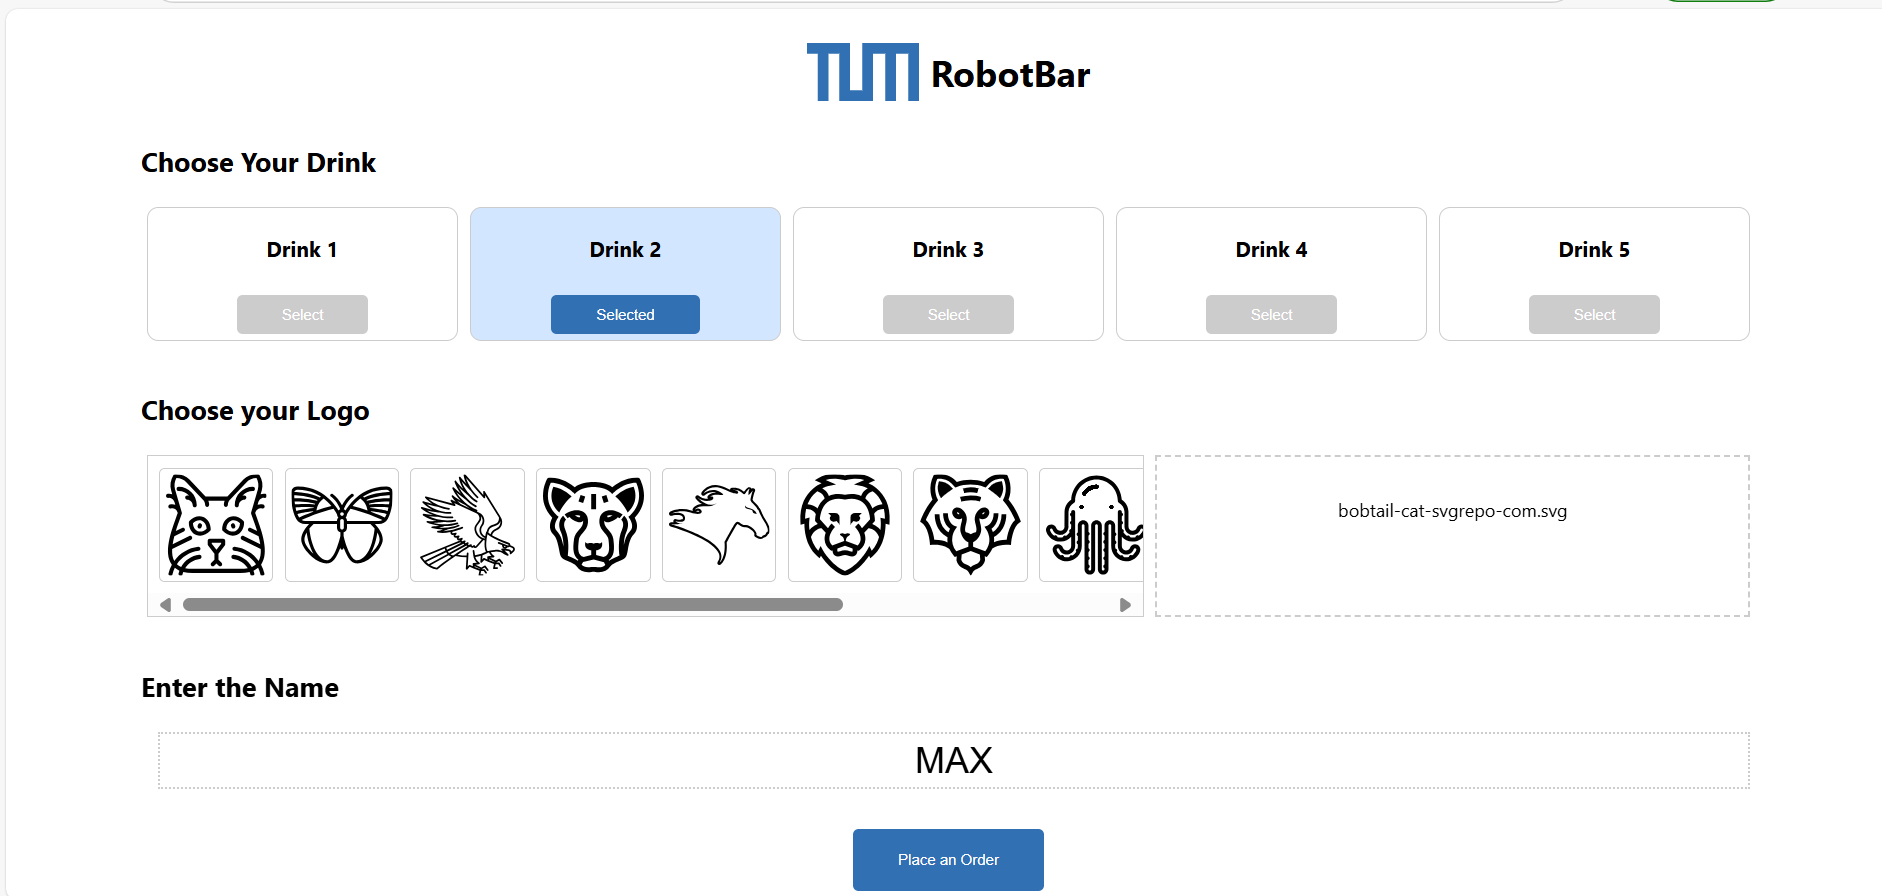 TUM RobotBar
Choose Your Drink
Drink 1
Drink 2
Drink 3
Drink 4
Drink 5
Select
Selected
Select
Select
Select
Choose your Logo
bobtail-cat-svgrepo-com.svg
Enter the Name
MAX
Place an Order